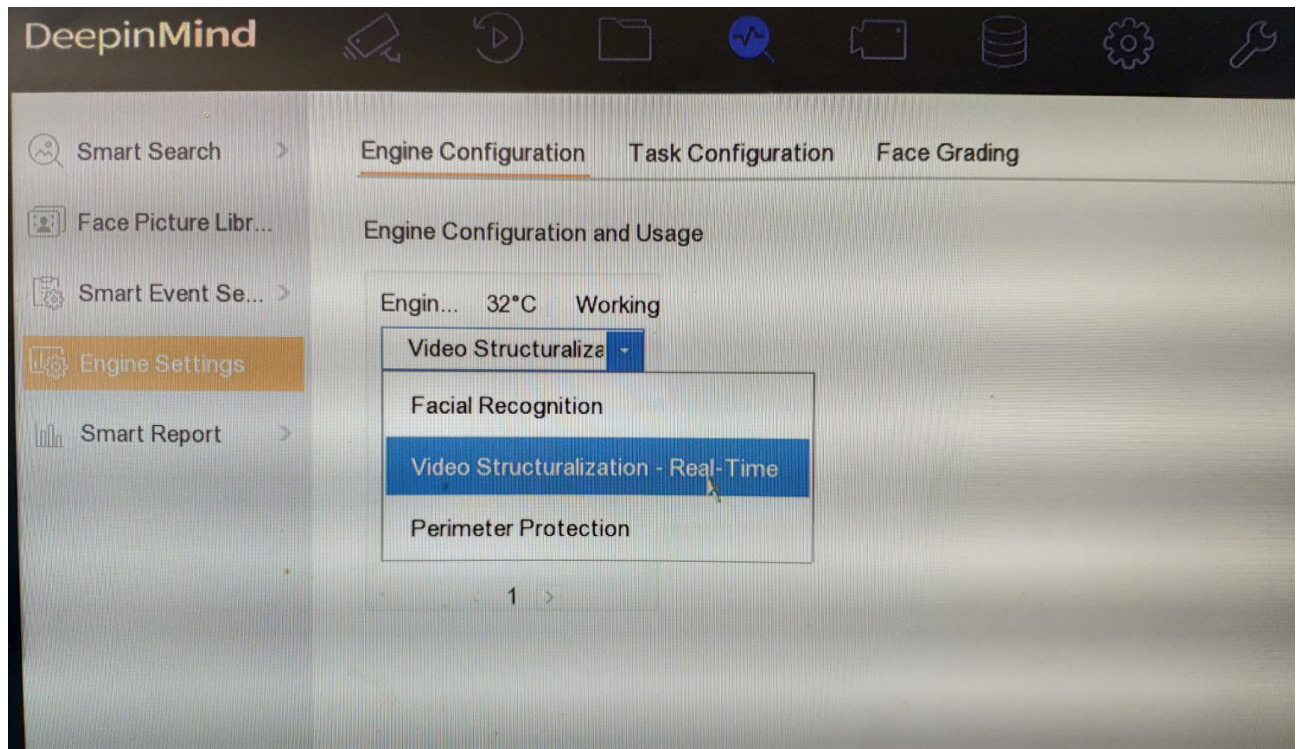 DeepinMind
Smart Search
Face Picture Libr...
Smart Event Se...
Engine Settings
Smart Report
Engine Configuration Task Configuration Face Grading
Engine Configuration and Usage
Engin... 32°C Working
Video Structuraliza
Facial Recognition
Video Structuralization - Real-Time
Perimeter Protection
1